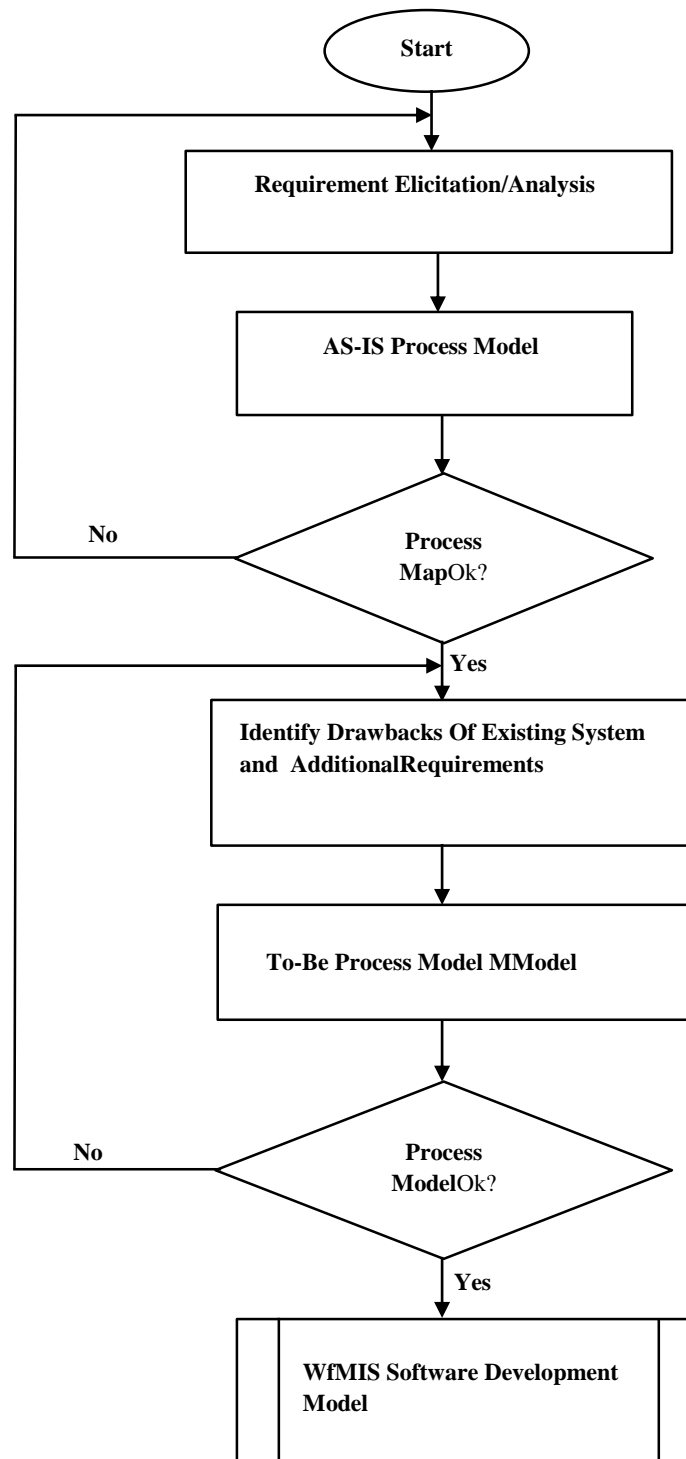 Start
Requirement Elicitation/Analysis
AS-IS Process Model
No
Process
MapOk?
Yes
Identify Drawbacks Of Existing System
and AdditionalRequirements
To-Be Process Model MModel
No
Process
ModelOk?
Yes
WfMIS Software Development
Model